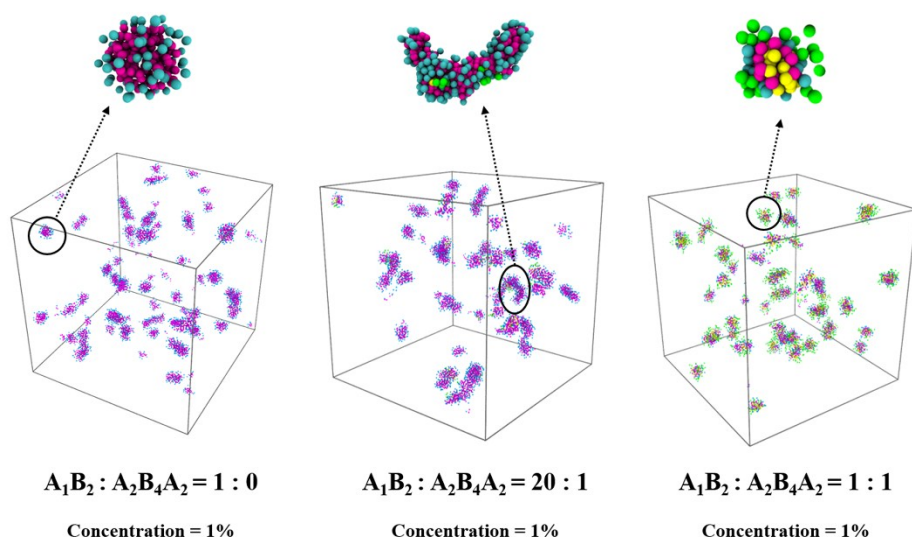 A₁B₂ : A₂B₄A₂ = 1 : 0
Concentration = 1%
A₁B₂ : A₂B₄A₂ = 20 : 1
Concentration = 1%
A₁B₂ : A₂B₄A₂ = 1 : 1
Concentration = 1%